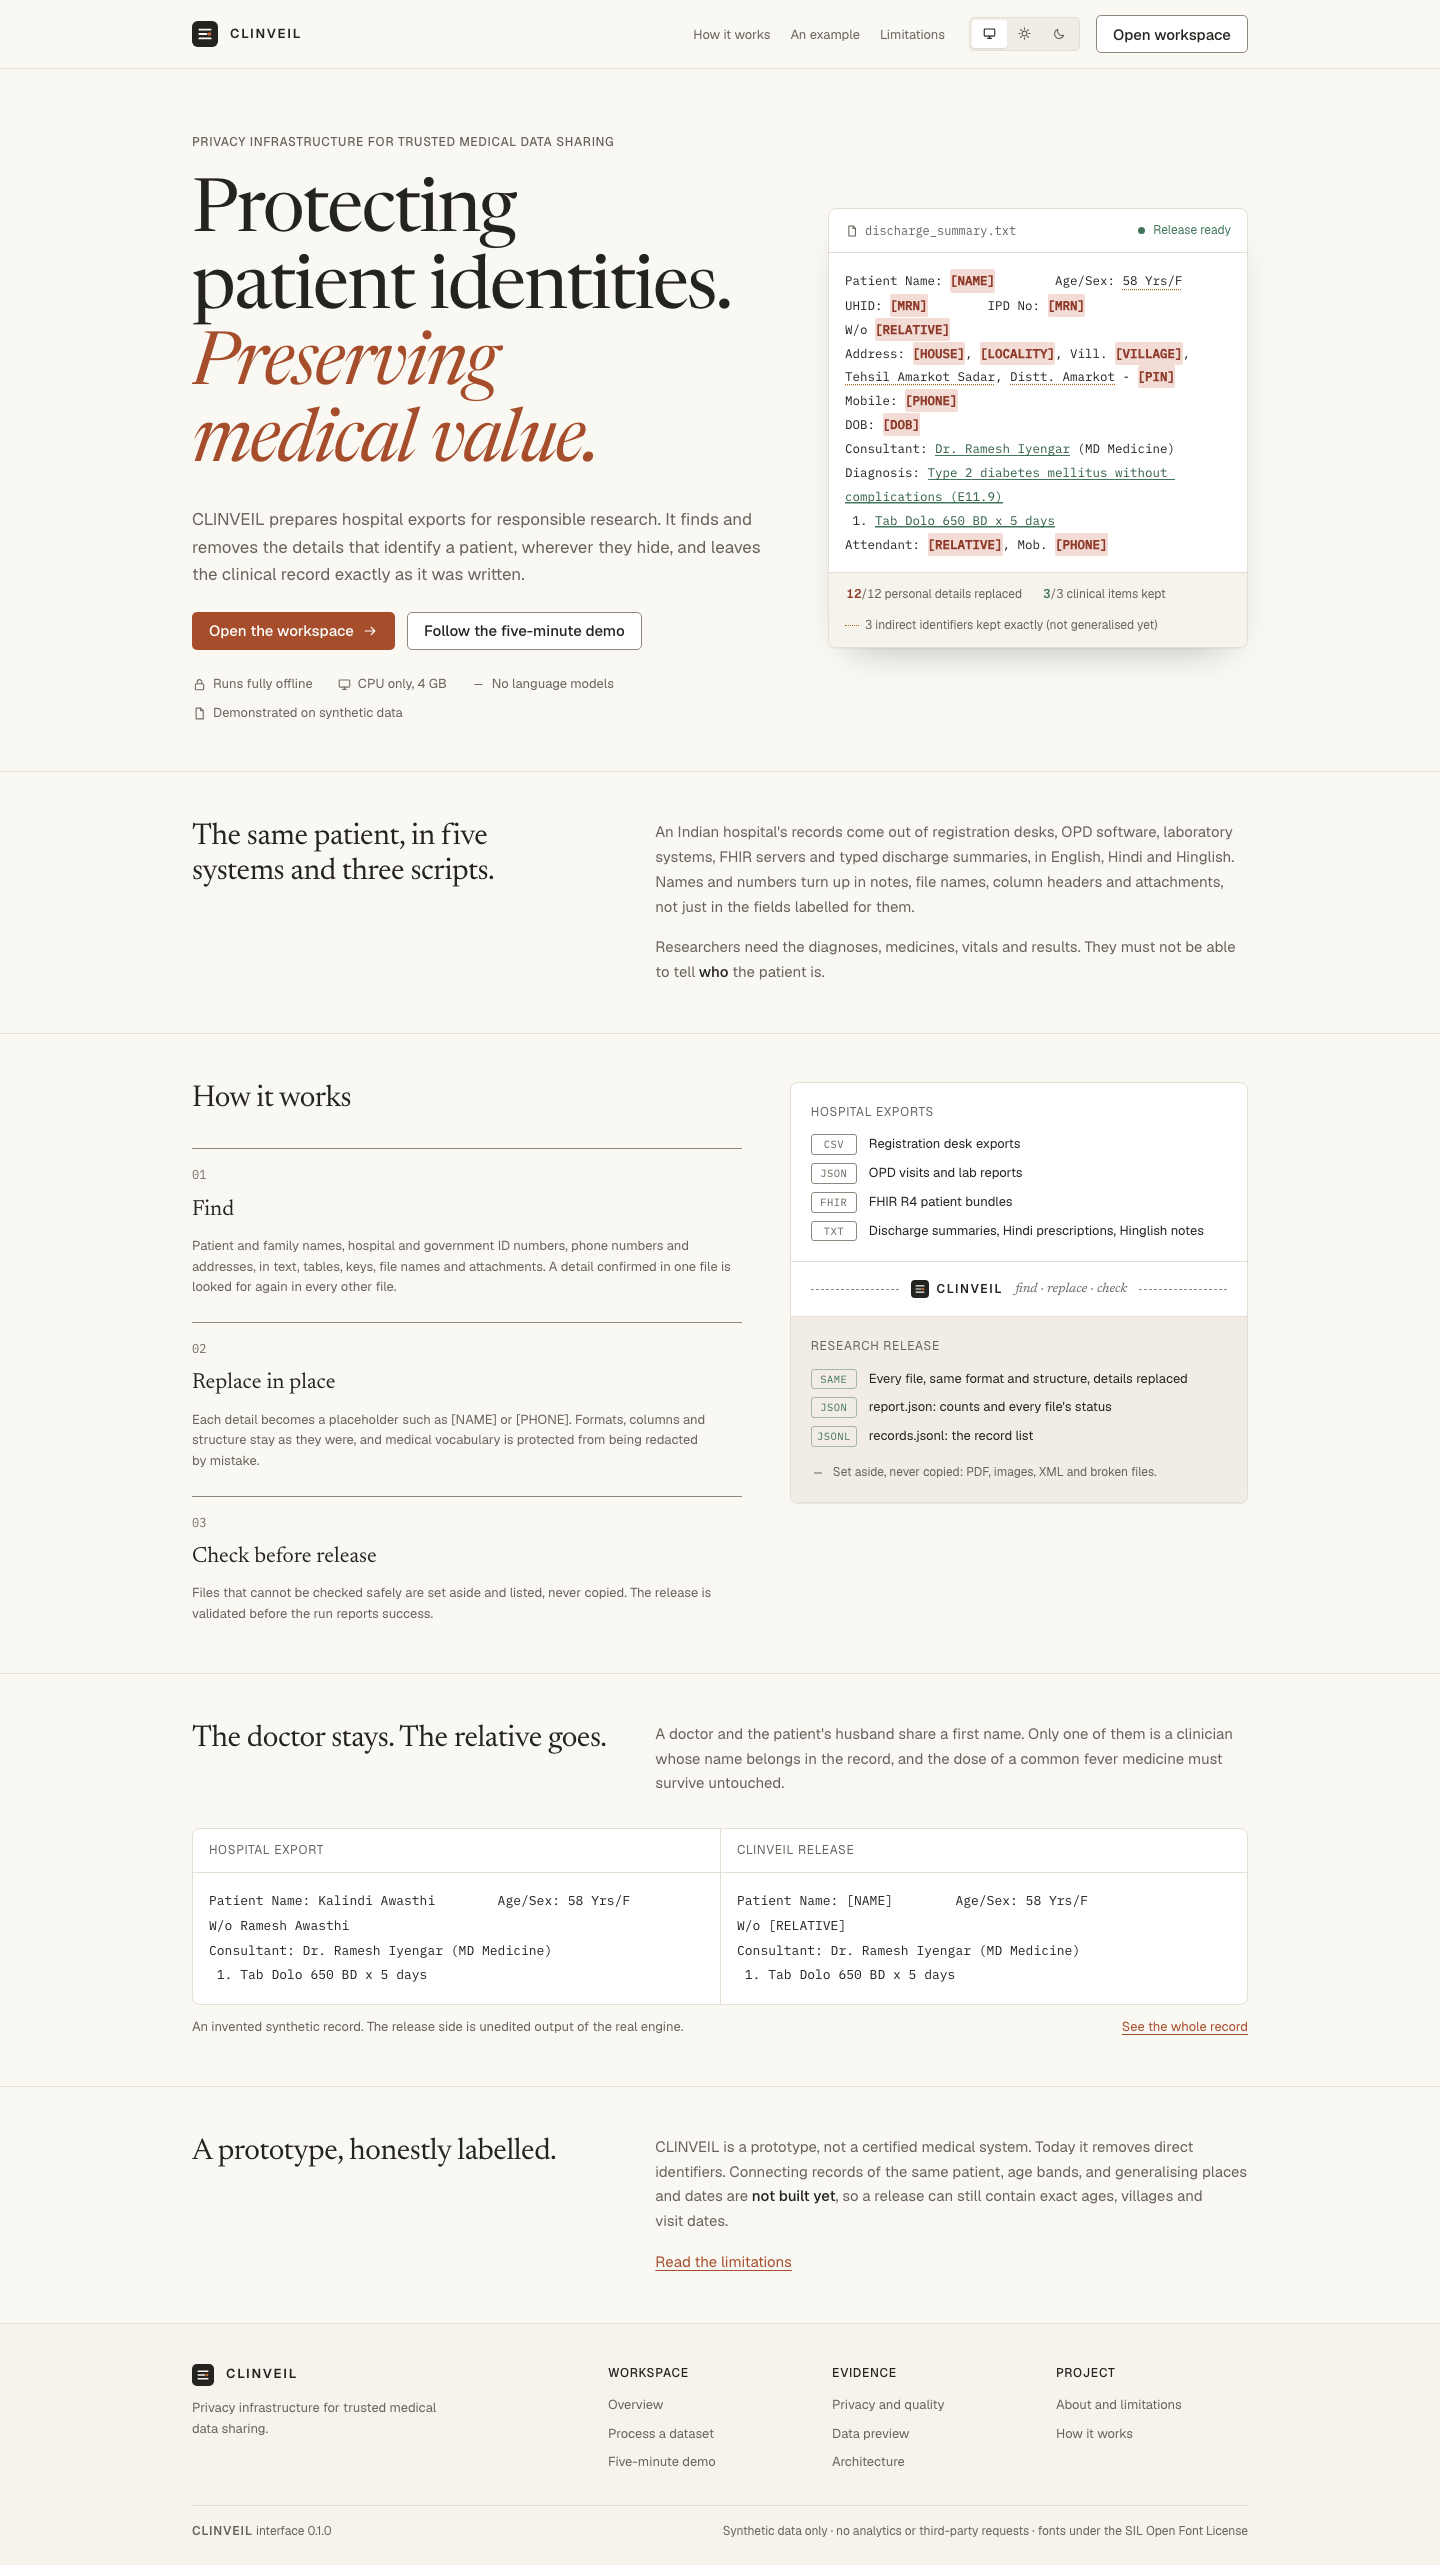 CLINVEIL
How it works An example Limitations
Open workspace
PRIVACY INFRASTRUCTURE FOR TRUSTED MEDICAL DATA SHARING
Protecting
patient identities.
Preserving
medical value.
CLINVEIL prepares hospital exports for responsible research. It finds and
removes the details that identify a patient, wherever they hide, and leaves
the clinical record exactly as it was written.
Open the workspace →
Follow the five-minute demo
Runs fully offline CPU only, 4 GB — No language models
Demonstrated on synthetic data
discharge_summary.txt Release ready
Patient Name: [NAME] Age/Sex: 58 Yrs/F
UHID: [MRN] IPD No: [MRN]
W/o [RELATIVE]
Address: [HOUSE], [LOCALITY], Vill. [VILLAGE],
Tehsil Amarkot Sadar, Distt. Amarkot - [PIN]
Mobile: [PHONE]
DOB: [DOB]
Consultant: Dr. Ramesh Iyengar (MD Medicine)
Diagnosis: Type 2 diabetes mellitus without
complications (E11.9)
1. Tab Dolo 650 BD x 5 days
Attendant: [RELATIVE], Mob. [PHONE]
12/12 personal details replaced 3/3 clinical items kept
3 indirect identifiers kept exactly (not generalised yet)
The same patient, in five
systems and three scripts.
An Indian hospital's records come out of registration desks, OPD software, laboratory
systems, FHIR servers and typed discharge summaries, in English, Hindi and Hinglish.
Names and numbers turn up in notes, file names, column headers and attachments,
not just in the fields labelled for them.
Researchers need the diagnoses, medicines, vitals and results. They must not be able
to tell who the patient is.
How it works
01
Find
Patient and family names, hospital and government ID numbers, phone numbers and
addresses, in text, tables, keys, file names and attachments. A detail confirmed in one file is
looked for again in every other file.
02
Replace in place
Each detail becomes a placeholder such as [NAME] or [PHONE]. Formats, columns and
structure stay as they were, and medical vocabulary is protected from being redacted
by mistake.
03
Check before release
Files that cannot be checked safely are set aside and listed, never copied. The release is
validated before the run reports success.
HOSPITAL EXPORTS
CSV Registration desk exports
JSON OPD visits and lab reports
FHIR FHIR R4 patient bundles
TXT Discharge summaries, Hindi prescriptions, Hinglish notes
CLINVEIL find · replace · check
RESEARCH RELEASE
SAME Every file, same format and structure, details replaced
JSON report.json: counts and every file's status
JSONL records.jsonl: the record list
— Set aside, never copied: PDF, images, XML and broken files.
The doctor stays. The relative goes.
A doctor and the patient's husband share a first name. Only one of them is a clinician
whose name belongs in the record, and the dose of a common fever medicine must
survive untouched.
HOSPITAL EXPORT
Patient Name: Kalindi Awasthi Age/Sex: 58 Yrs/F
W/o Ramesh Awasthi
Consultant: Dr. Ramesh Iyengar (MD Medicine)
1. Tab Dolo 650 BD x 5 days
CLINVEIL RELEASE
Patient Name: [NAME] Age/Sex: 58 Yrs/F
W/o [RELATIVE]
Consultant: Dr. Ramesh Iyengar (MD Medicine)
1. Tab Dolo 650 BD x 5 days
An invented synthetic record. The release side is unedited output of the real engine.
See the whole record
A prototype, honestly labelled.
CLINVEIL is a prototype, not a certified medical system. Today it removes direct
identifiers. Connecting records of the same patient, age bands, and generalising places
and dates are not built yet, so a release can still contain exact ages, villages and
visit dates.
Read the limitations
CLINVEIL
Privacy infrastructure for trusted medical
data sharing.
WORKSPACE
Overview
Process a dataset
Five-minute demo
EVIDENCE
Privacy and quality
Data preview
Architecture
PROJECT
About and limitations
How it works
CLINVEIL interface 0.1.0
Synthetic data only · no analytics or third-party requests · fonts under the SIL Open Font License